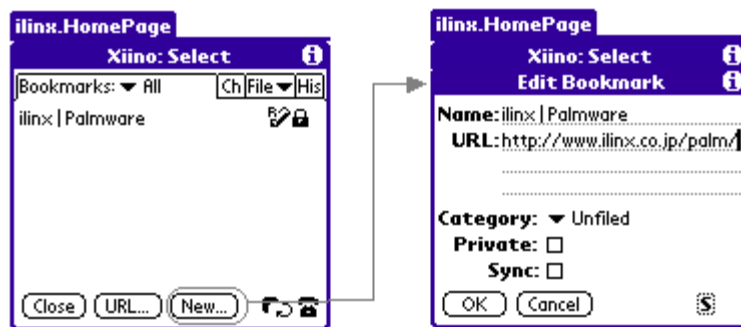 ilinx.HomePage
Xiino: Select
Bookmarks: All Ch File His
ilinx | Palmware
Close URL... New...
ilinx.HomePage
Xiino: Select
Edit Bookmark
Name: ilinx | Palmware
URL: http://www.ilinx.co.jp/palm/
Category: Unfiled
Private:
Sync:
OK Cancel S